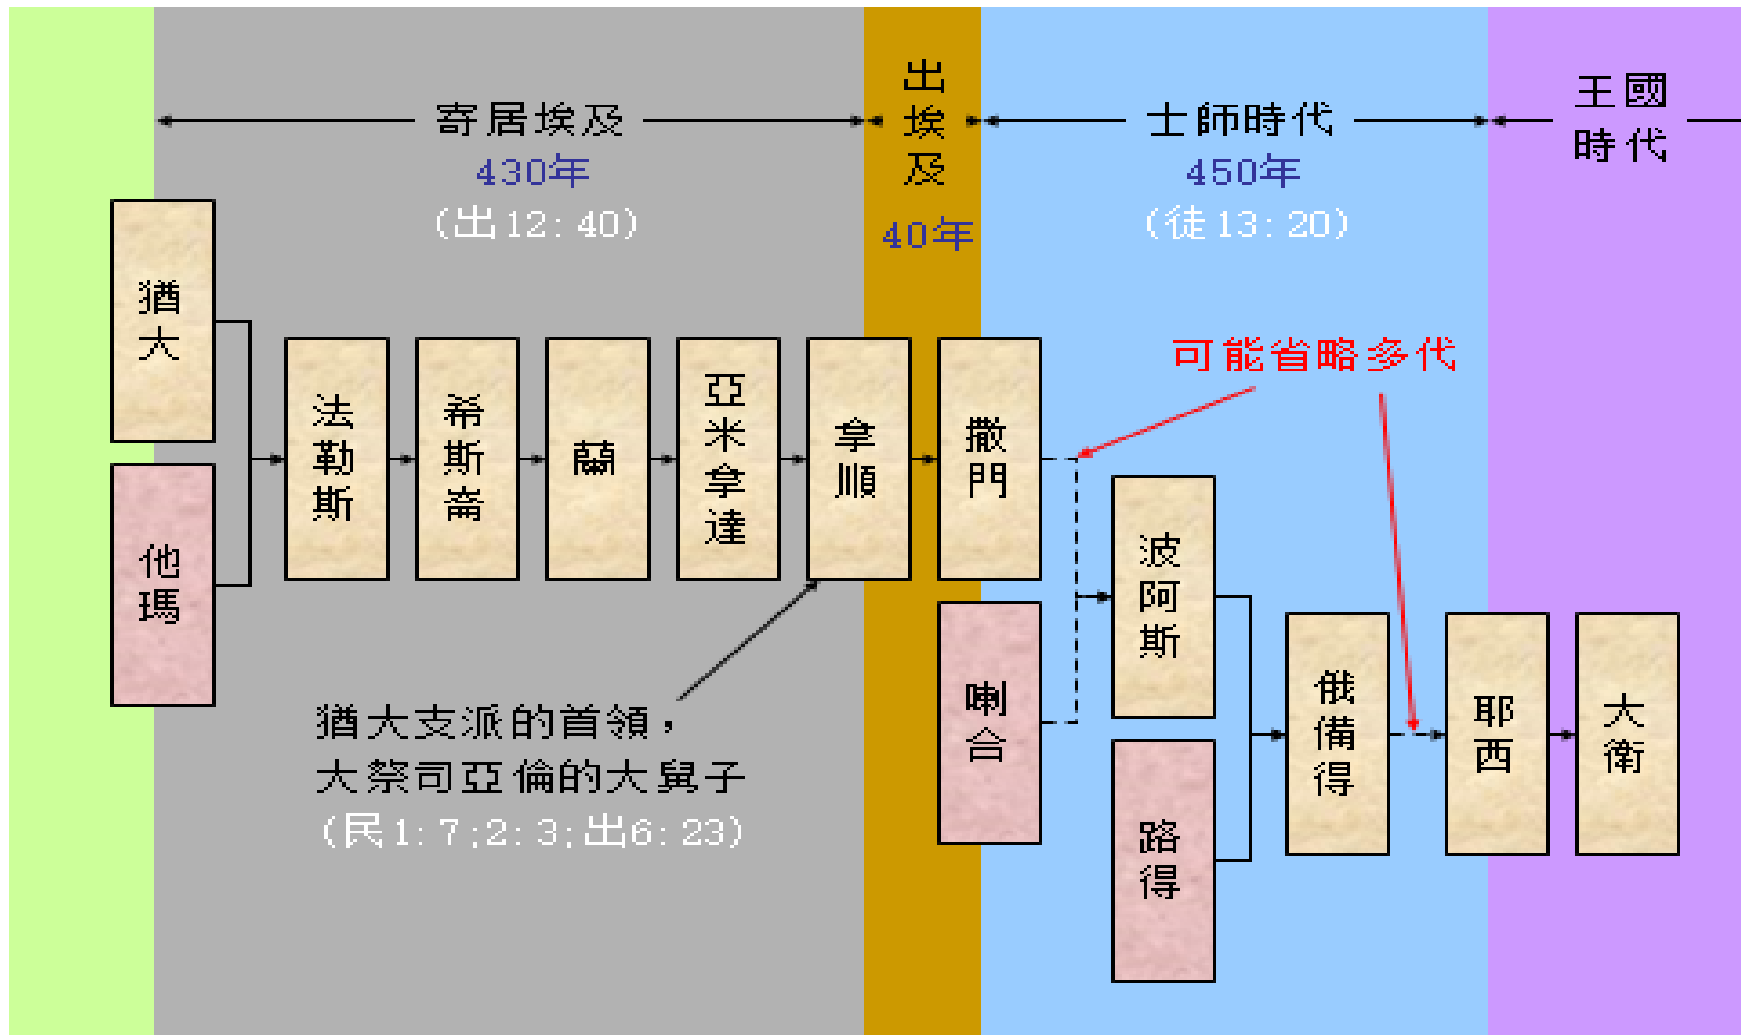 寄居埃及
430年
(出12:40)
出埃及
40年
士師時代
450年
(徒13:20)
王國
時代
猶大
他瑪
法勒斯
希斯崙
蘭
亞米拿達
拿順
撒門
喇合
可能省略多代
波阿斯
路得
俄備得
耶西
大衛
猶大支派的首領，
大祭司亞倫的大舅子
(民1:7;2:3;出6:23)